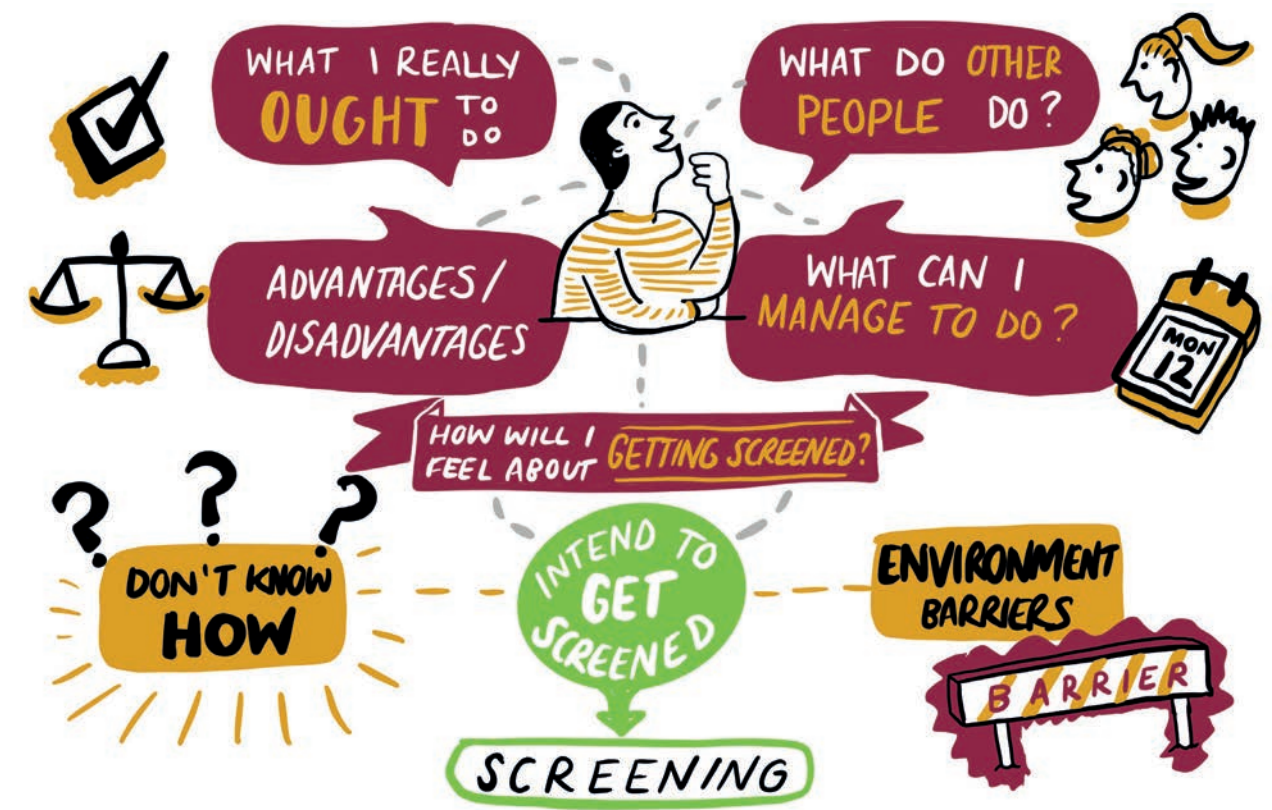 WHAT I REALLY
OUGHT TO DO
WHAT DO OTHER
PEOPLE DO?
ADVANTAGES/
DISADVANTAGES
WHAT CAN I
MANAGE TO DO?
MON
12
HOW WILL I
FEEL ABOUT GETTING SCREENED?
DON'T KNOW
HOW
INTEND TO
GET
SCREENED
ENVIRONMENT
BARRIERS
BARRIER
SCREENING